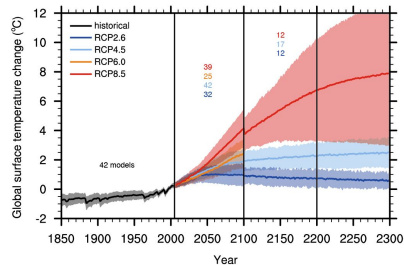 Global surface temperature change (°C)
12
10
8
6
4
2
0
-2
historical
RCP2.6
RCP4.5
RCP6.0
RCP8.5
39
25
42
32
12
17
12
42 models
1850 1900 1950 2000 2050 2100 2150 2200 2250 2300
Year